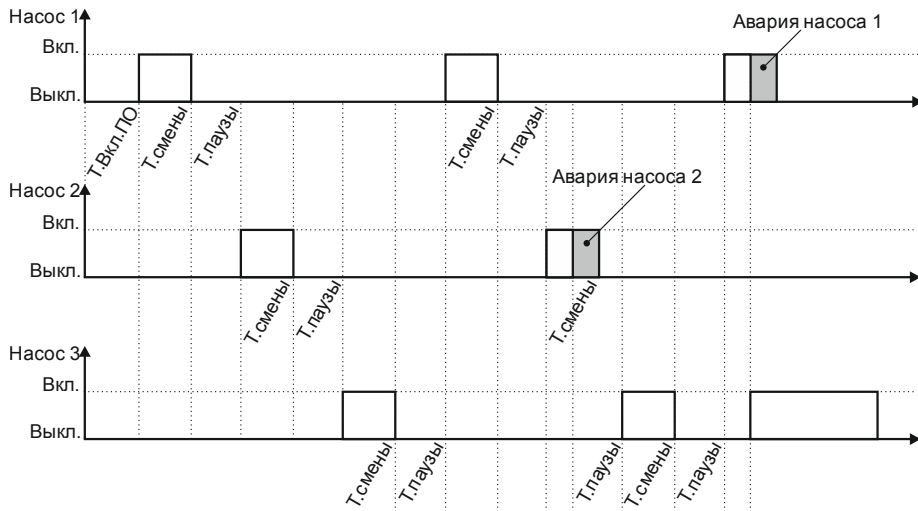 Насос 1
Авария насоса 1
Вкл.
Выкл.
Т.Вкл.ПО
Т.смены
Т.паузы
Т.смены
Т.паузы
Насос 2
Авария насоса 2
Вкл.
Выкл.
Т.смены
Т.паузы
Т.смены
Насос 3
Вкл.
Выкл.
Т.смены
Т.паузы
Т.паузы
Т.смены
Т.паузы